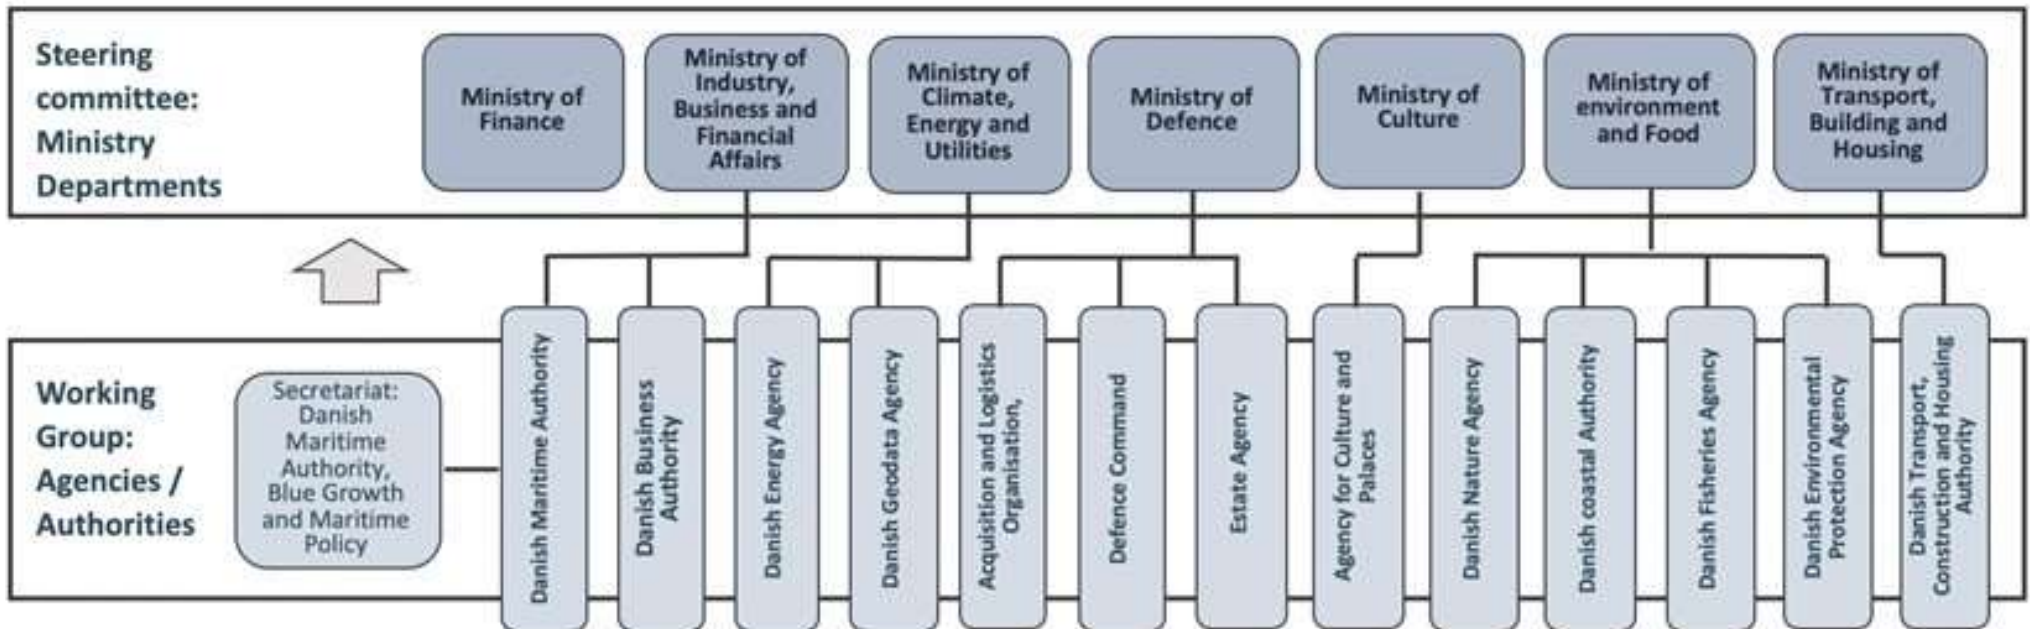 Steering
committee:
Ministry
Departments
Ministry of
Finance
Ministry of
Industry,
Business and
Financial
Affairs
Ministry of
Climate,
Energy and
Utilities
Ministry of
Defence
Ministry of
Culture
Ministry of
environment
and Food
Ministry of
Transport,
Building and
Housing
Working
Group:
Agencies /
Authorities
Secretariat:
Danish
Maritime
Authority,
Blue Growth
and Maritime
Policy
Danish Maritime Authority
Danish Business
Authority
Danish Energy Agency
Danish Geodata Agency
Acquisition and Logistics
Organisation,
Defence Command
Estate Agency
Agency for Culture and
Palaces
Danish Nature Agency
Danish coastal Authority
Danish Fisheries Agency
Danish Environmental
Protection Agency
Danish Transport,
Construction and Housing
Authority